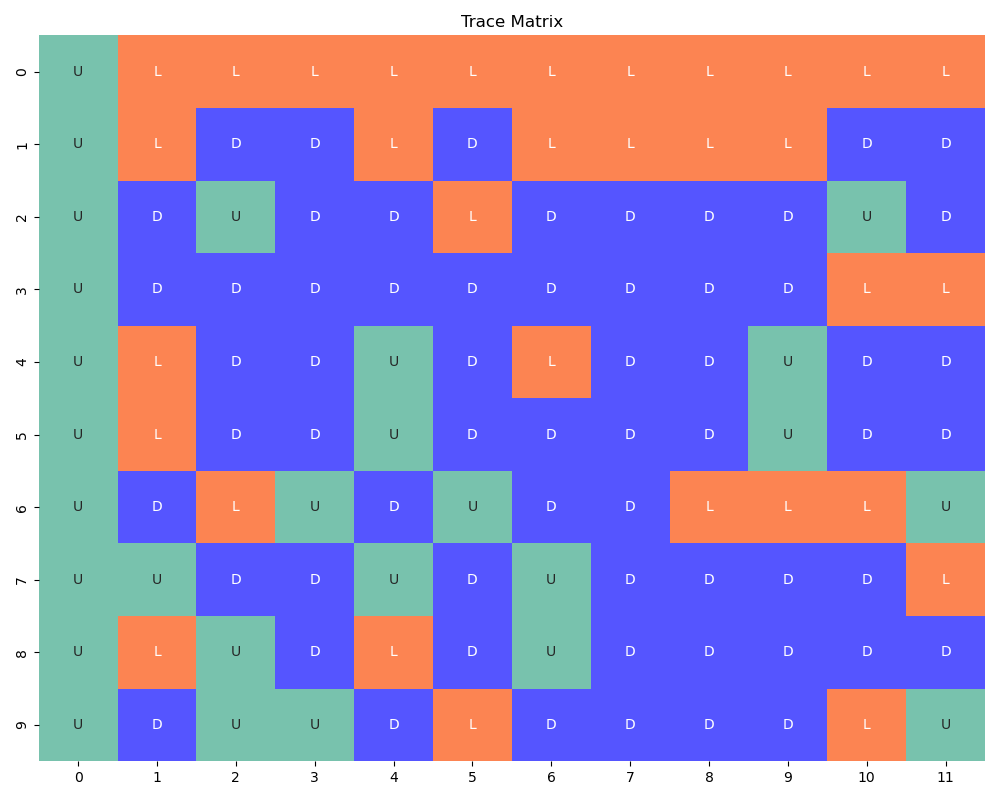 Trace Matrix
0 U L L L L L L L L L L L
1 U L D D L D L L L L D D
2 U D U D D L D D D D U D
3 U D D D D D D D D D L L
4 U L D D U D L D D U D D
5 U L D D U D D D D U D D
6 U D L U D U D D L L L U
7 U U D D U D U D D D D L
8 U L U D L D U D D D D D
9 U D U U D L D D D D L U
0 1 2 3 4 5 6 7 8 9 10 11